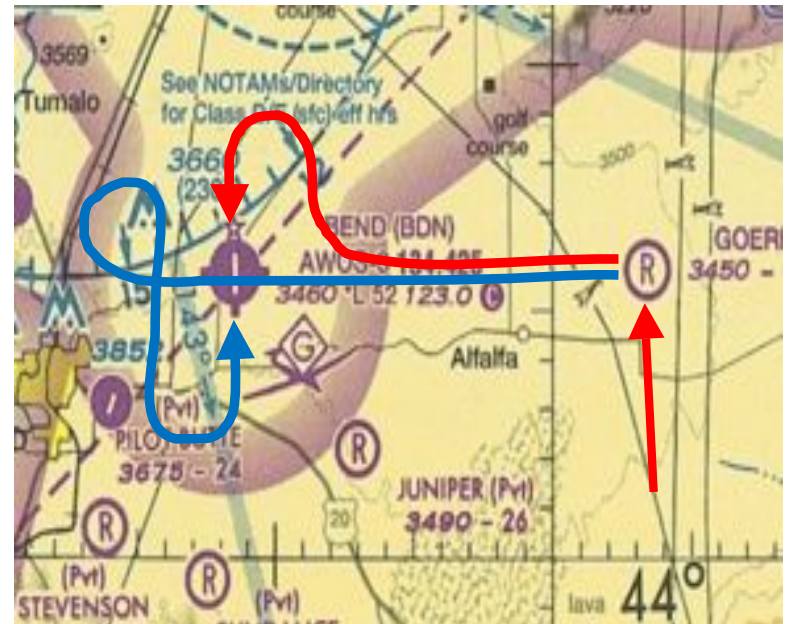 course
3569
Tumalo
See NOTAMs/Directory
for Class D/E (sfc) eff hrs
golf
course
3500
3660
BEND (BDN)
AWOS-3 134.425
3460 *L 52 123.0 C
R
GOER
3450 -
15
143°
3852
G
Alfalfa
(Pvt)
PILOT BUTTE
3675 - 24
R
JUNIPER (Pvt)
3490 - 26
20
R
R
(Pvt)
STEVENSON
(Pvt)
lava
44°